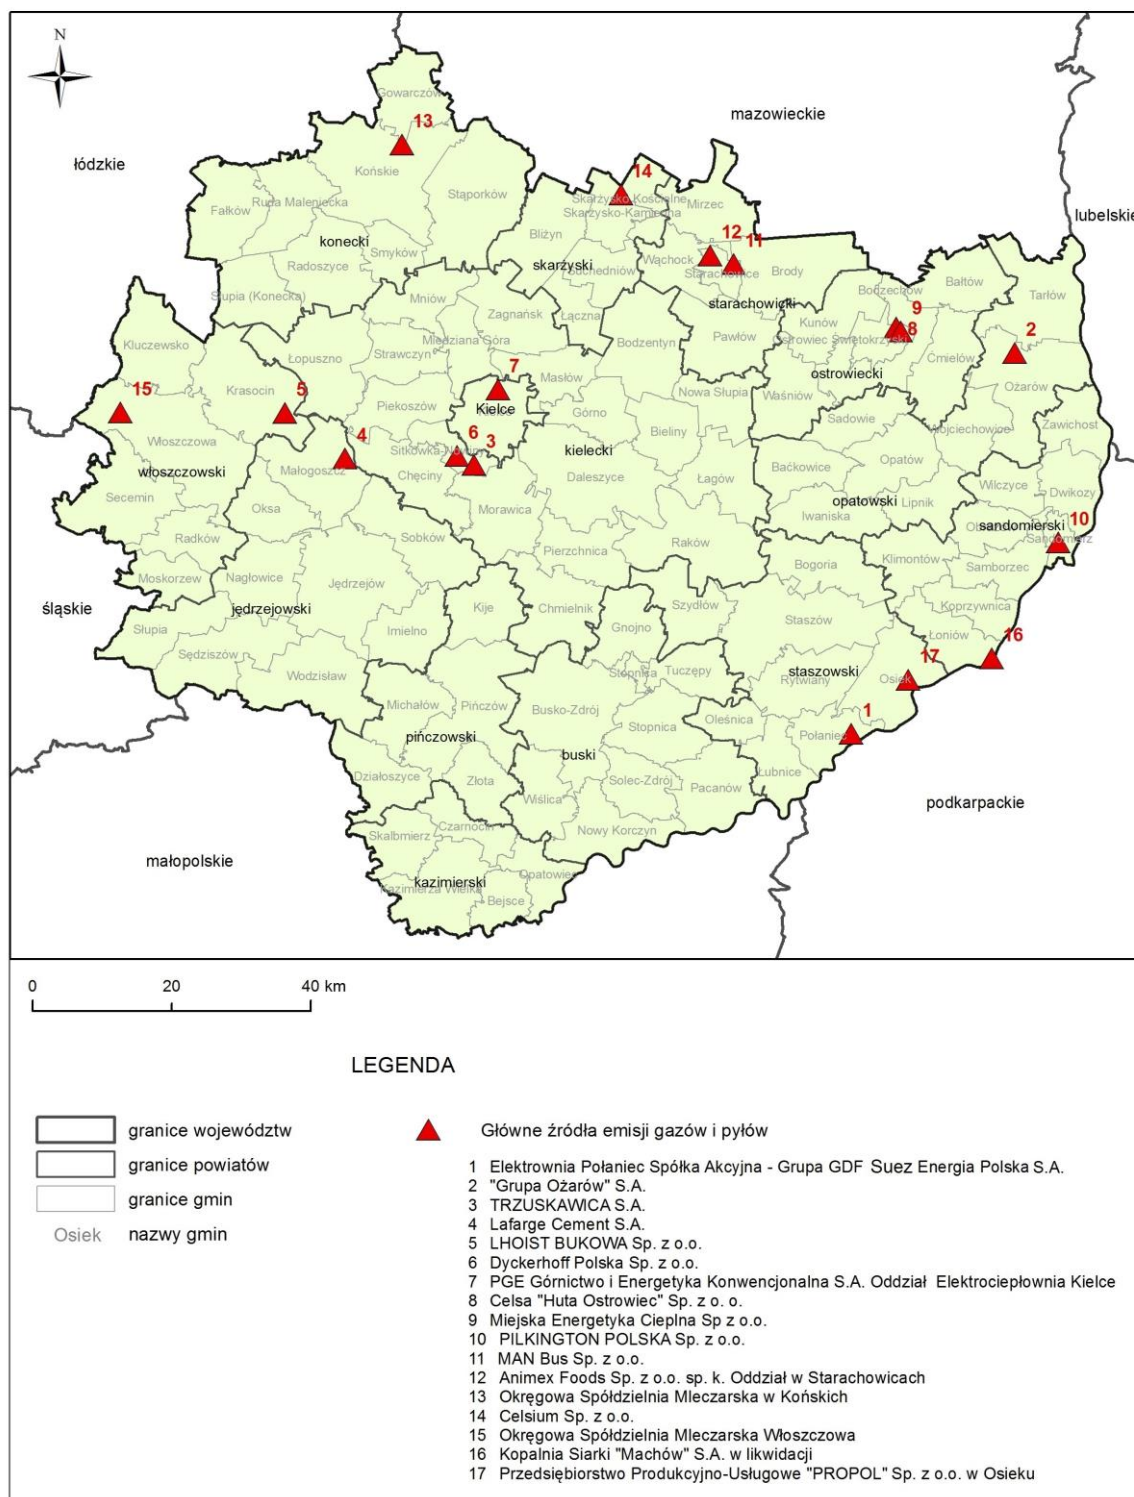 N
mazowieckie
łódzkie
lubelskie
śląskie
małopolskie
podkarpackie
Gowarczów
13
Końskie
Stąporków
Ruda Maleniecka
Fałków
konecki
Smyków
Radoszyce
Słupia (Konecka)
14
Skarżysko Kościelne
Skarżysko-Kamienna
Mirzec
Bliżyn
skarżyski
Suchedniów
12
11
Wąchock
Starachowice
Brody
starachowicki
Mniów
Zagnańsk
Łączna
Bodzentyn
Pawłów
Bodzechów
Bałtów
Tarłów
9
8
Kunów
Ostrowiec Świętokrzyski
ostrowiecki
Ćmielów
2
Ożarów
Kluczewsko
Łopuszno
Strawczyn
Miedziana Góra
Masłów
15
Krasocin
5
7
Kielce
Piekoszów
Górno
Nowa Słupia
Waśniów
Sadowie
Wojciechowice
Zawichost
Włoszczowa
włoszczowski
4
Małogoszcz
6
3
Sitkówka-Nowiny
Chęciny
kielecki
Bieliny
Daleszyce
Łagów
Baćkowice
Opatów
opatowski
Lipnik
Iwaniska
Wilczyce
Dwikozy
10
sandomierski
Sandomierz
Secemin
Oksa
Morawica
Radków
Sobków
Pierzchnica
Raków
Bogoria
Klimontów
Samborzec
Moskorzew
Nagłowice
Jędrzejów
jędrzejowski
Kije
Chmielnik
Szydłów
Staszów
Koprzywnica
16
Słupia
Imielno
Gnojno
Łoniów
Sędziszów
Wodzisław
Stopnica
Tuczępy
staszowski
Rytwiany
17
Osiek
Michałów
Pińczów
pińczowski
Busko-Zdrój
Stopnica
Oleśnica
1
Połaniec
buski
Działoszyce
Złota
Wiślica
Solec-Zdrój
Pacanów
Łubnice
Skalbmierz
Czarnocin
Nowy Korczyn
kazimierski
Kazimierza Wielka
Opatowiec
Bejsce
0 20 40 km
LEGENDA
granice województw
granice powiatów
granice gmin
Osiek nazwy gmin
Główne źródła emisji gazów i pyłów
1 Elektrownia Połaniec Spółka Akcyjna - Grupa GDF Suez Energia Polska S.A.
2 "Grupa Ożarów" S.A.
3 TRZUSKAWICA S.A.
4 Lafarge Cement S.A.
5 LHOIST BUKOWA Sp. z o.o.
6 Dyckerhoff Polska Sp. z o.o.
7 PGE Górnictwo i Energetyka Konwencjonalna S.A. Oddział Elektrociepłownia Kielce
8 Celsa "Huta Ostrowiec" Sp. z o. o.
9 Miejska Energetyka Cieplna Sp z o.o.
10 PILKINGTON POLSKA Sp. z o.o.
11 MAN Bus Sp. z o.o.
12 Animex Foods Sp. z o.o. sp. k. Oddział w Starachowicach
13 Okręgowa Spółdzielnia Mleczarska w Końskich
14 Celsium Sp. z o.o.
15 Okręgowa Spółdzielnia Mleczarska Włoszczowa
16 Kopalnia Siarki "Machów" S.A. w likwidacji
17 Przedsiębiorstwo Produkcyjno-Usługowe "PROPOL" Sp. z o.o. w Osieku